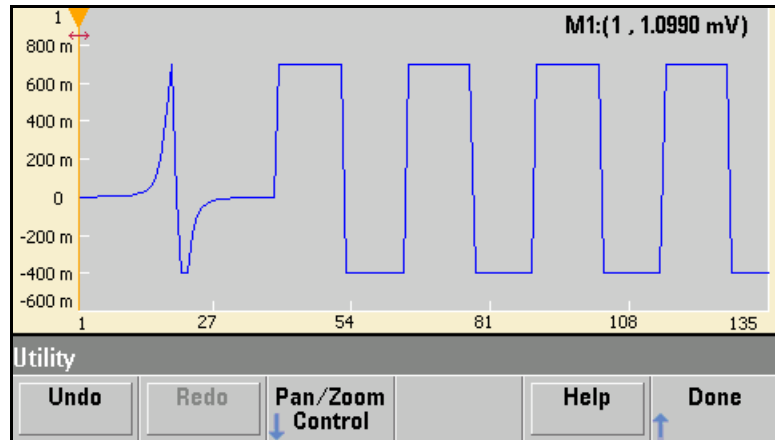 1
M1:(1 , 1.0990 mV)
800 m
600 m
400 m
200 m
0
-200 m
-400 m
-600 m
1 27 54 81 108 135
Utility
Undo Redo Pan/Zoom Control Help Done